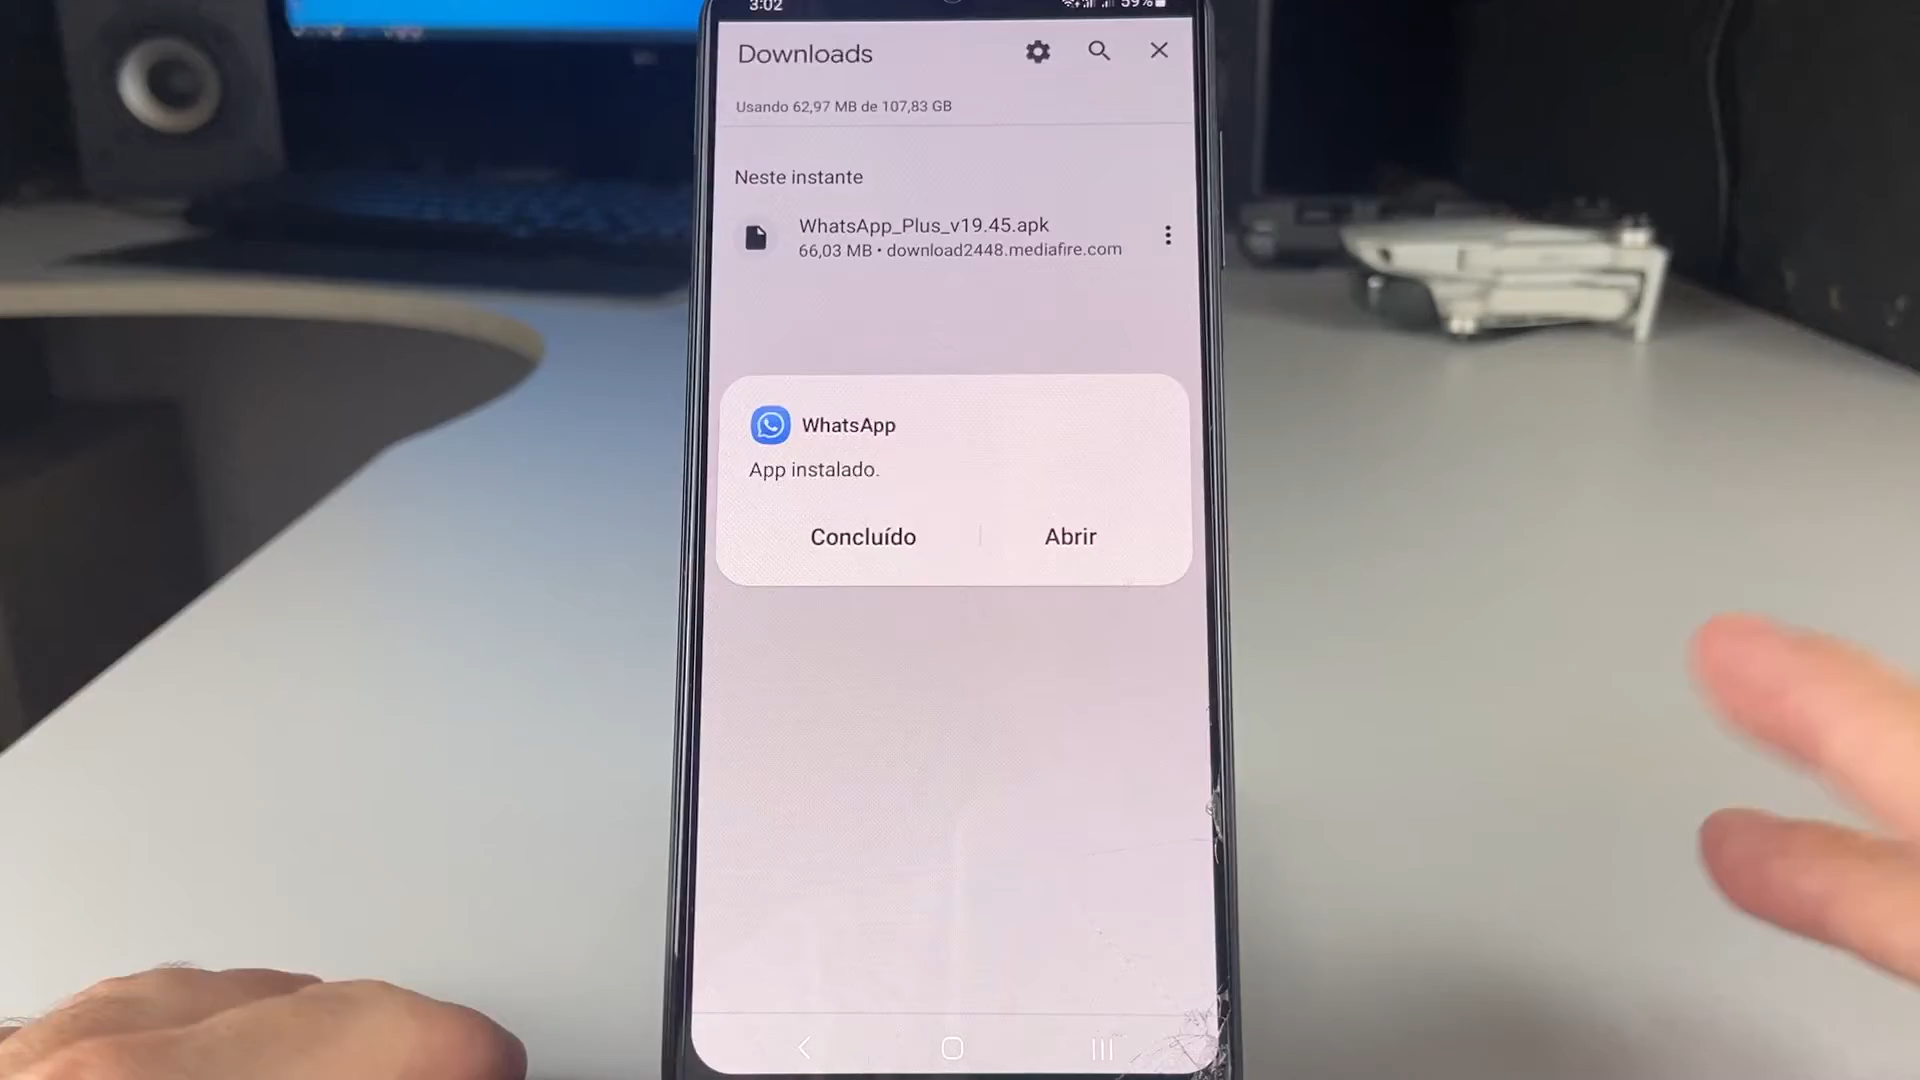 3:02
59%
Downloads
Usando 62,97 MB de 107,83 GB
Neste instante
WhatsApp_Plus_v19.45.apk
66,03 MB • download2448.mediafire.com
WhatsApp
App instalado.
Concluído
Abrir